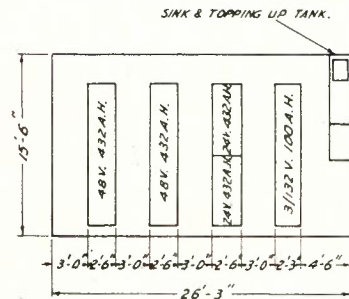 SINK & TOPPING UP TANK.
15'-6"
48V. 432A.H.
48V. 432A.H.
24V. 432A.H. 24V. 432A.H.
3/132V. 100A.H.
3'-0" 2'-6" 3'-0" 2'-6" 3'-0" 2'-6" 3'-0" 2'-3" 4'-6"
26'-3"